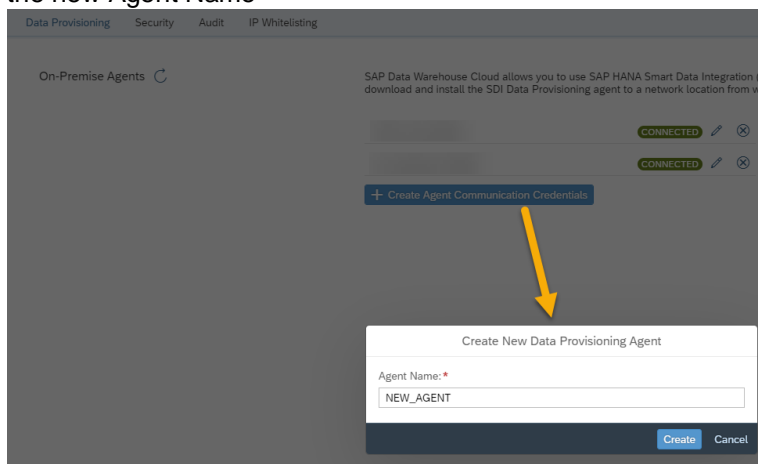 the new Agent Name
Data Provisioning Security Audit IP Whitelisting
On-Premise Agents
SAP Data Warehouse Cloud allows you to use SAP HANA Smart Data Integration
download and install the SDI Data Provisioning agent to a network location from
CONNECTED
CONNECTED
+ Create Agent Communication Credentials
Create New Data Provisioning Agent
Agent Name:*
NEW_AGENT
Create Cancel